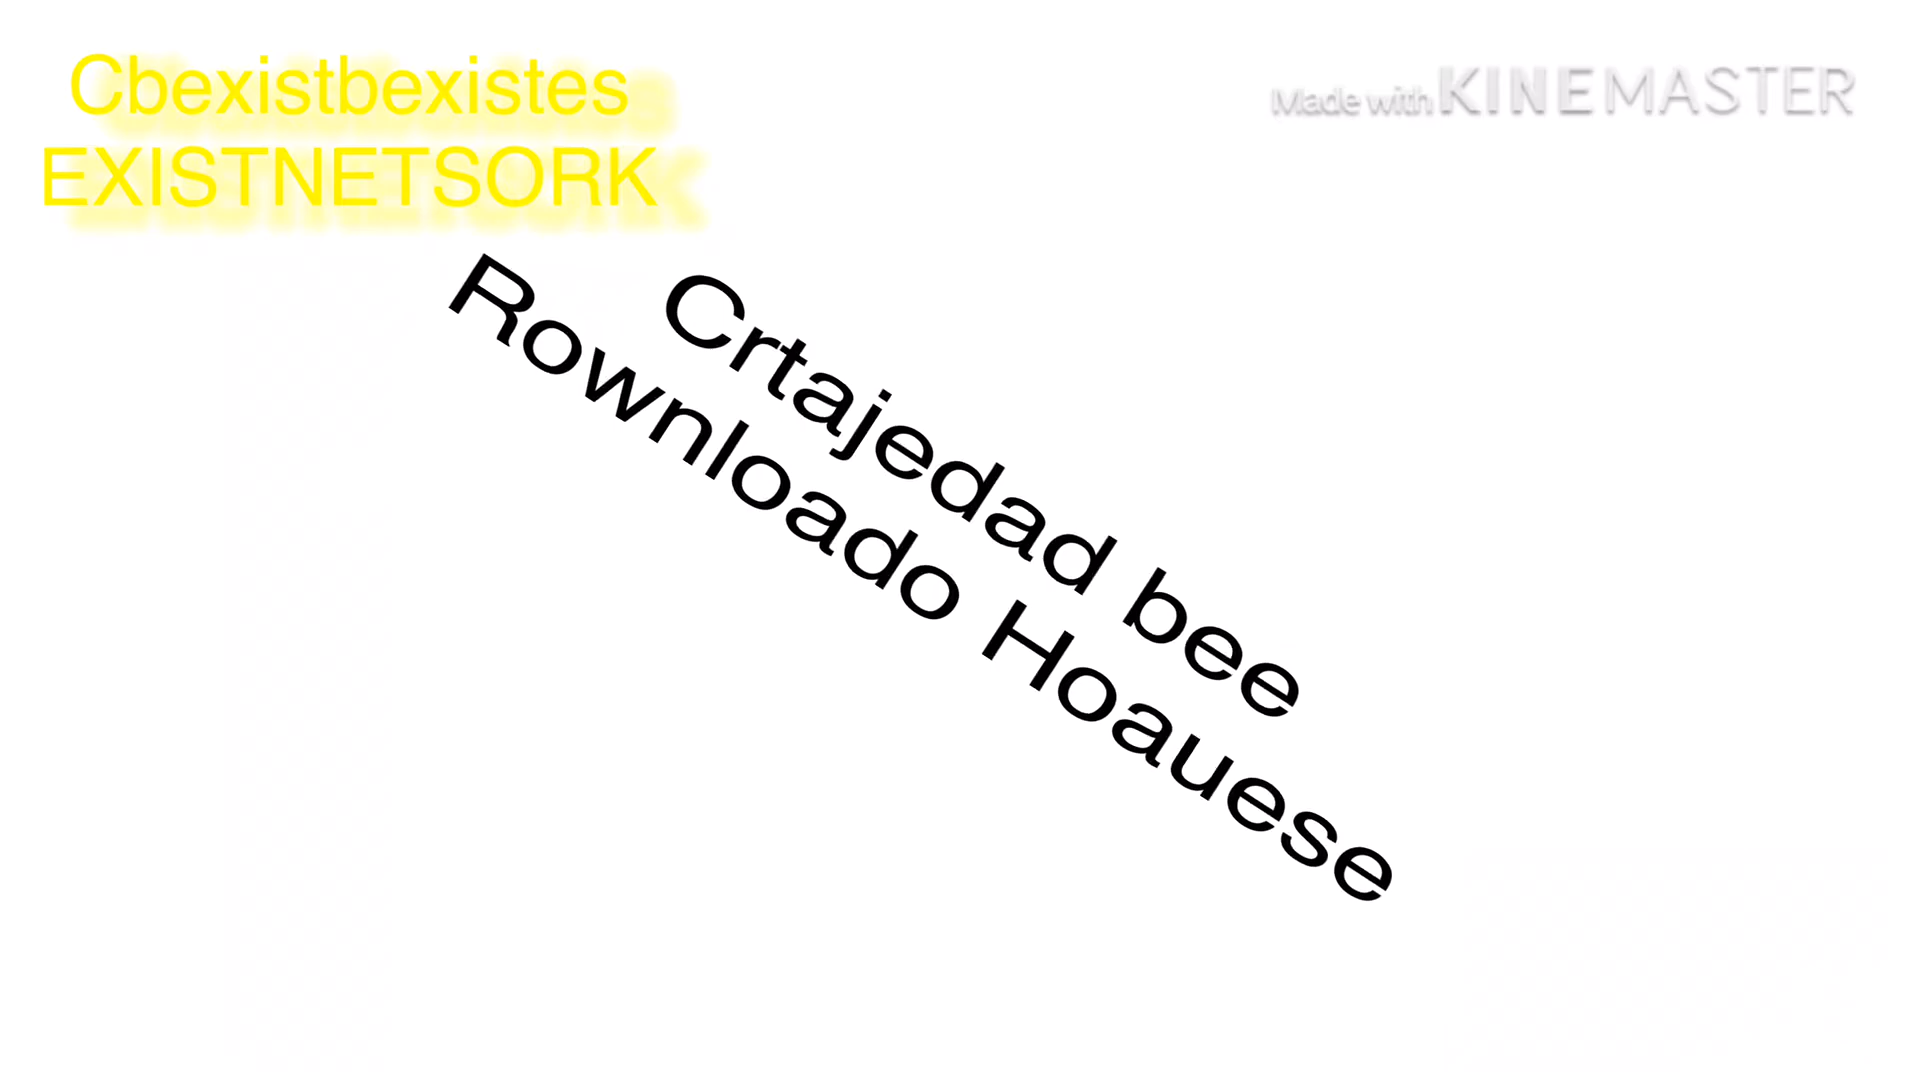 Cbexistbexistes
EXISTNETSORK
Made with KINEMASTER
Crtajedad bee
Rownloado Hoauese